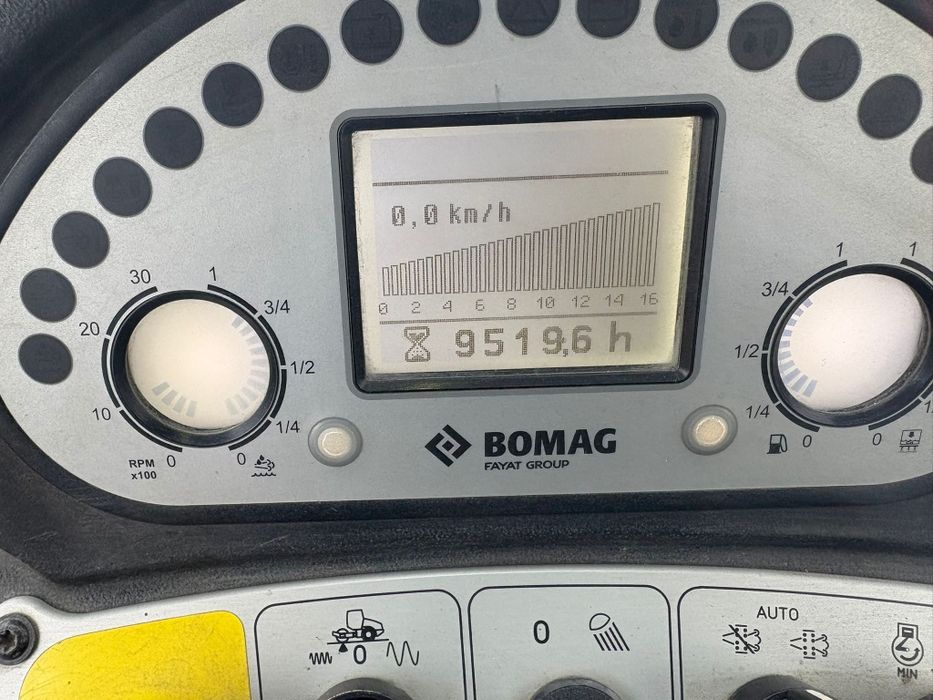 0,0 km/h
0 2 4 6 8 10 12 14 16
9519,6 h
30 1
20 3/4
10 1/2
1/4
RPM
x100
0 0
1 1
3/4
1/2
1/4
0 0
BOMAG
FAYAT GROUP
0
0
AUTO
MIN